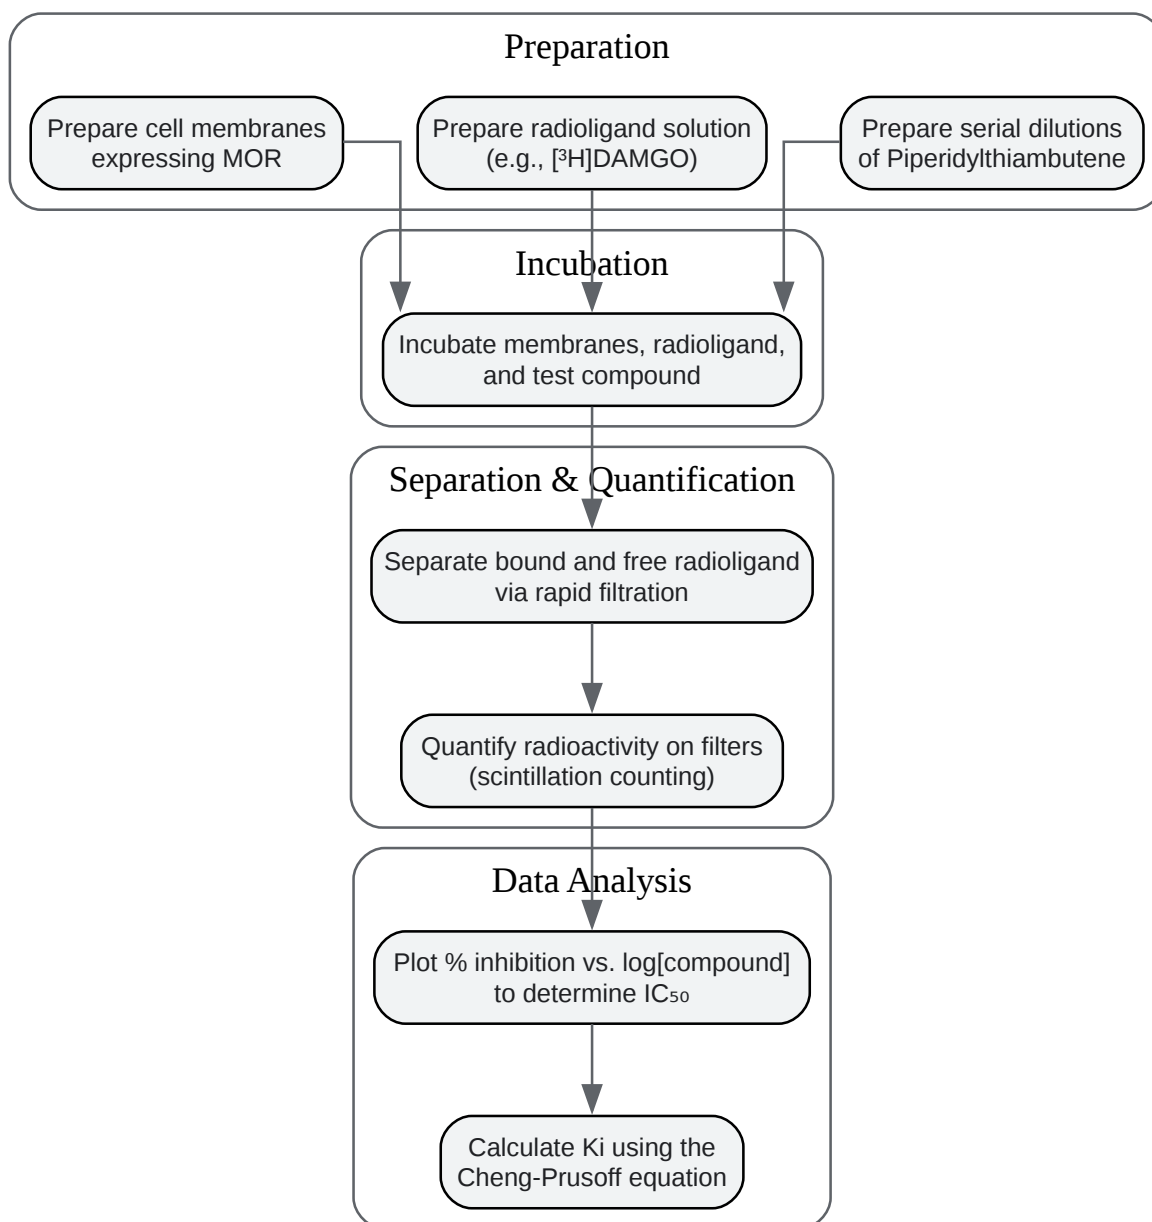 Preparation
Prepare cell membranes
expressing MOR
Prepare radioligand solution
(e.g., [³H]DAMGO)
Prepare serial dilutions
of Piperidylthiambutene
Incubation
Incubate membranes, radioligand,
and test compound
Separation & Quantification
Separate bound and free radioligand
via rapid filtration
Quantify radioactivity on filters
(scintillation counting)
Data Analysis
Plot % inhibition vs. log[compound]
to determine IC₅₀
Calculate Ki using the
Cheng-Prusoff equation